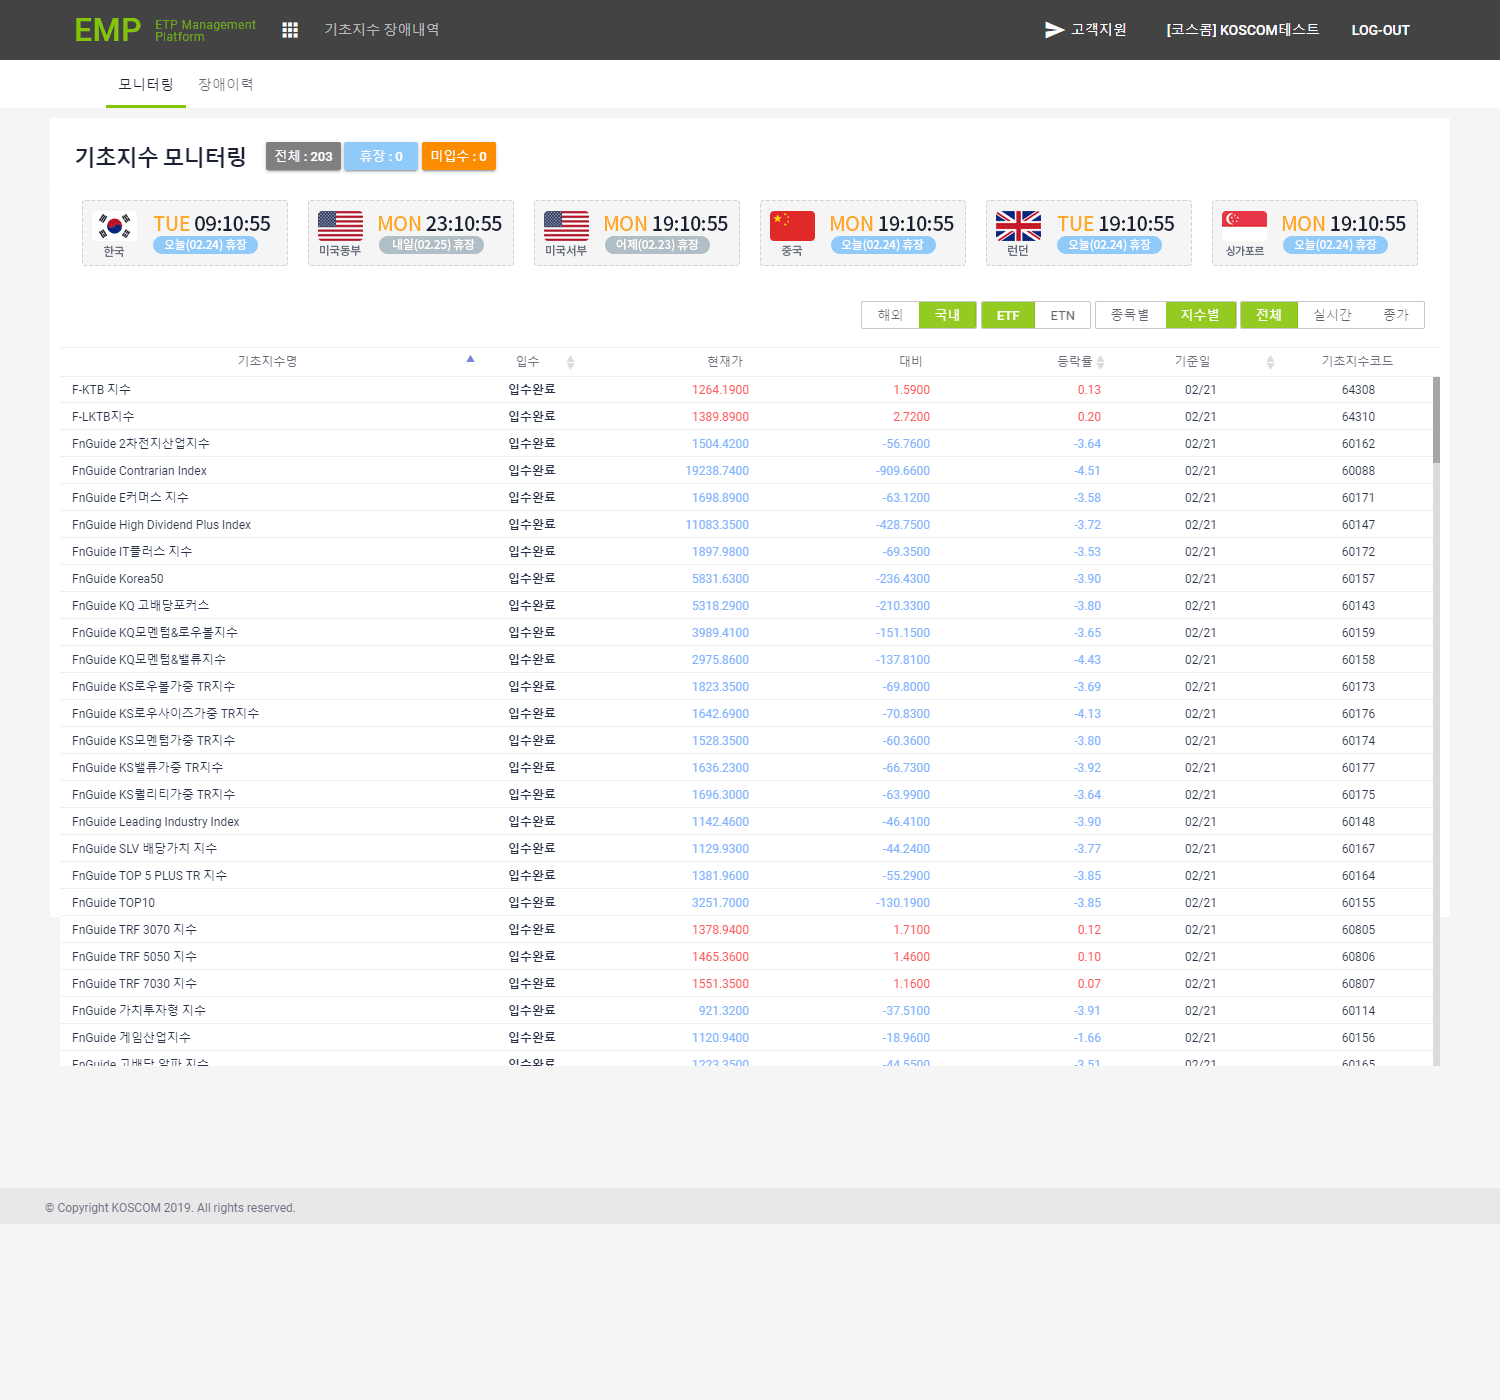 EMP ETP Management Platform 기초지수 장애내역 고객지원 [코스콤] KOSCOM테스트 LOG-OUT
모니터링 장애이력
기초지수 모니터링 전체 : 203 휴장 : 0 미입수 : 0
한국 TUE 09:10:55 오늘(02.24) 휴장
미국동부 MON 23:10:55 내일(02.25) 휴장
미국서부 MON 19:10:55 어제(02.23) 휴장
중국 MON 19:10:55 오늘(02.24) 휴장
런던 TUE 19:10:55 오늘(02.24) 휴장
싱가포르 MON 19:10:55 오늘(02.24) 휴장
해외 국내 ETF ETN 종목별 지수별 전체 실시간 종가
기초지수명 입수 현재가 대비 등락률 기준일 기초지수코드
F-KTB 지수 입수완료 1264.1900 1.5900 0.13 02/21 64308
F-LKTB지수 입수완료 1389.8900 2.7200 0.20 02/21 64310
FnGuide 2차전지산업지수 입수완료 1504.4200 -56.7600 -3.64 02/21 60162
FnGuide Contrarian Index 입수완료 19238.7400 -909.6600 -4.51 02/21 60088
FnGuide E커머스 지수 입수완료 1698.8900 -63.1200 -3.58 02/21 60171
FnGuide High Dividend Plus Index 입수완료 11083.3500 -428.7500 -3.72 02/21 60147
FnGuide IT플러스 지수 입수완료 1897.9800 -69.3500 -3.53 02/21 60172
FnGuide Korea50 입수완료 5831.6300 -236.4300 -3.90 02/21 60157
FnGuide KQ 고배당포커스 입수완료 5318.2900 -210.3300 -3.80 02/21 60143
FnGuide KQ모멘텀&로우볼지수 입수완료 3989.4100 -151.1500 -3.65 02/21 60159
FnGuide KQ모멘텀&밸류지수 입수완료 2975.8600 -137.8100 -4.43 02/21 60158
FnGuide KS로우볼가중 TR지수 입수완료 1823.3500 -69.8000 -3.69 02/21 60173
FnGuide KS로우사이즈가중 TR지수 입수완료 1642.6900 -70.8300 -4.13 02/21 60176
FnGuide KS모멘텀가중 TR지수 입수완료 1528.3500 -60.3600 -3.80 02/21 60174
FnGuide KS밸류가중 TR지수 입수완료 1636.2300 -66.7300 -3.92 02/21 60177
FnGuide KS퀄리티가중 TR지수 입수완료 1696.3000 -63.9900 -3.64 02/21 60175
FnGuide Leading Industry Index 입수완료 1142.4600 -46.4100 -3.90 02/21 60148
FnGuide SLV 배당가치 지수 입수완료 1129.9300 -44.2400 -3.77 02/21 60167
FnGuide TOP 5 PLUS TR 지수 입수완료 1381.9600 -55.2900 -3.85 02/21 60164
FnGuide TOP10 입수완료 3251.7000 -130.1900 -3.85 02/21 60155
FnGuide TRF 3070 지수 입수완료 1378.9400 1.7100 0.12 02/21 60805
FnGuide TRF 5050 지수 입수완료 1465.3600 1.4600 0.10 02/21 60806
FnGuide TRF 7030 지수 입수완료 1551.3500 1.1600 0.07 02/21 60807
FnGuide 가치투자형 지수 입수완료 921.3200 -37.5100 -3.91 02/21 60114
FnGuide 게임산업지수 입수완료 1120.9400 -18.9600 -1.66 02/21 60156
FnGuide 고배당 알파 지수 입수완료 1223.3500 -44.5500 -3.51 02/21 60165
© Copyright KOSCOM 2019. All rights reserved.